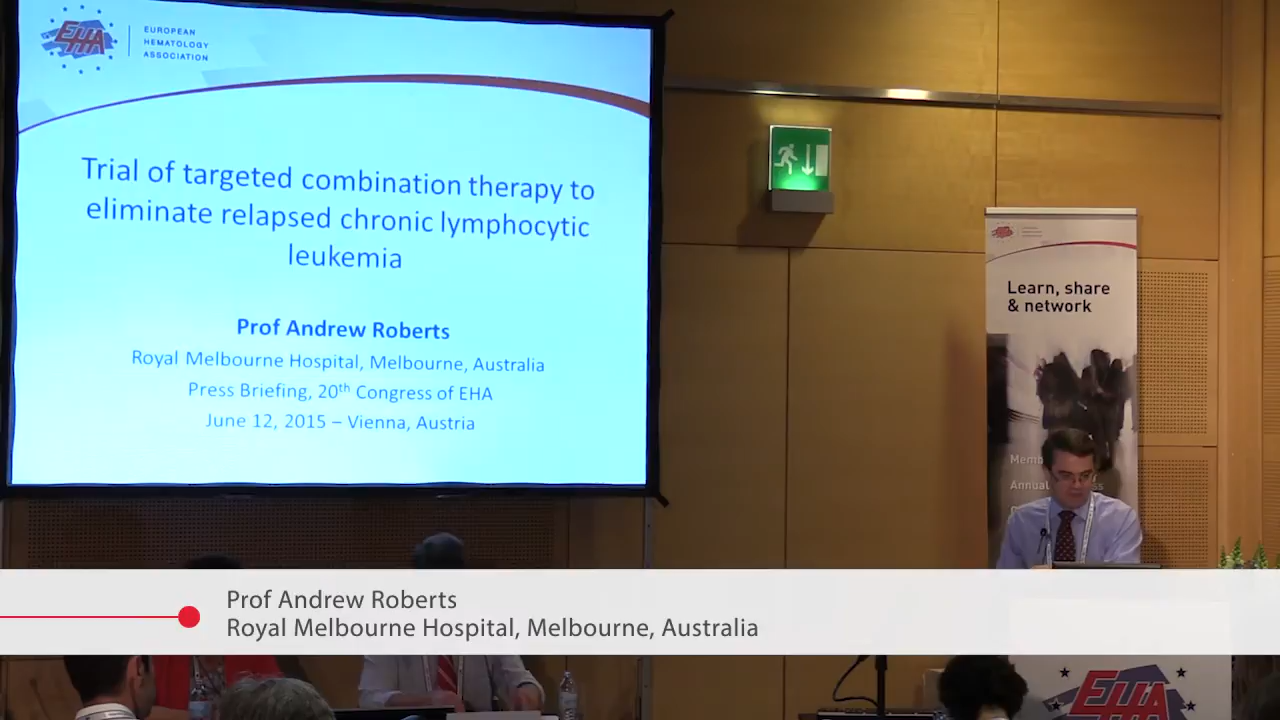 EHA
EUROPEAN
HEMATOLOGY
ASSOCIATION
Trial of targeted combination therapy to
eliminate relapsed chronic lymphocytic
leukemia
Prof Andrew Roberts
Royal Melbourne Hospital, Melbourne, Australia
Press Briefing, 20th Congress of EHA
June 12, 2015 – Vienna, Austria
Learn, share
& network
Annual
Prof Andrew Roberts
Royal Melbourne Hospital, Melbourne, Australia
EHA